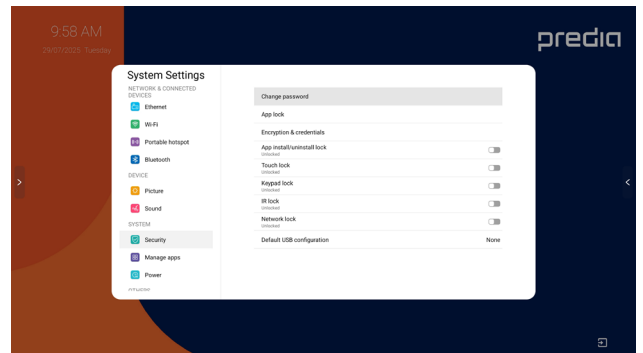 9:58 AM
29/07/2025 Tuesday
predia
System Settings
NETWORK & CONNECTED
DEVICES
Ethernet
Wi-Fi
Portable hotspot
Bluetooth
DEVICE
Picture
Sound
SYSTEM
Security
Manage apps
Power
Change password
App lock
Encryption & credentials
App install/uninstall lock
Unlocked
Touch lock
Unlocked
Keypad lock
Unlocked
IR lock
Unlocked
Network lock
Unlocked
Default USB configuration None